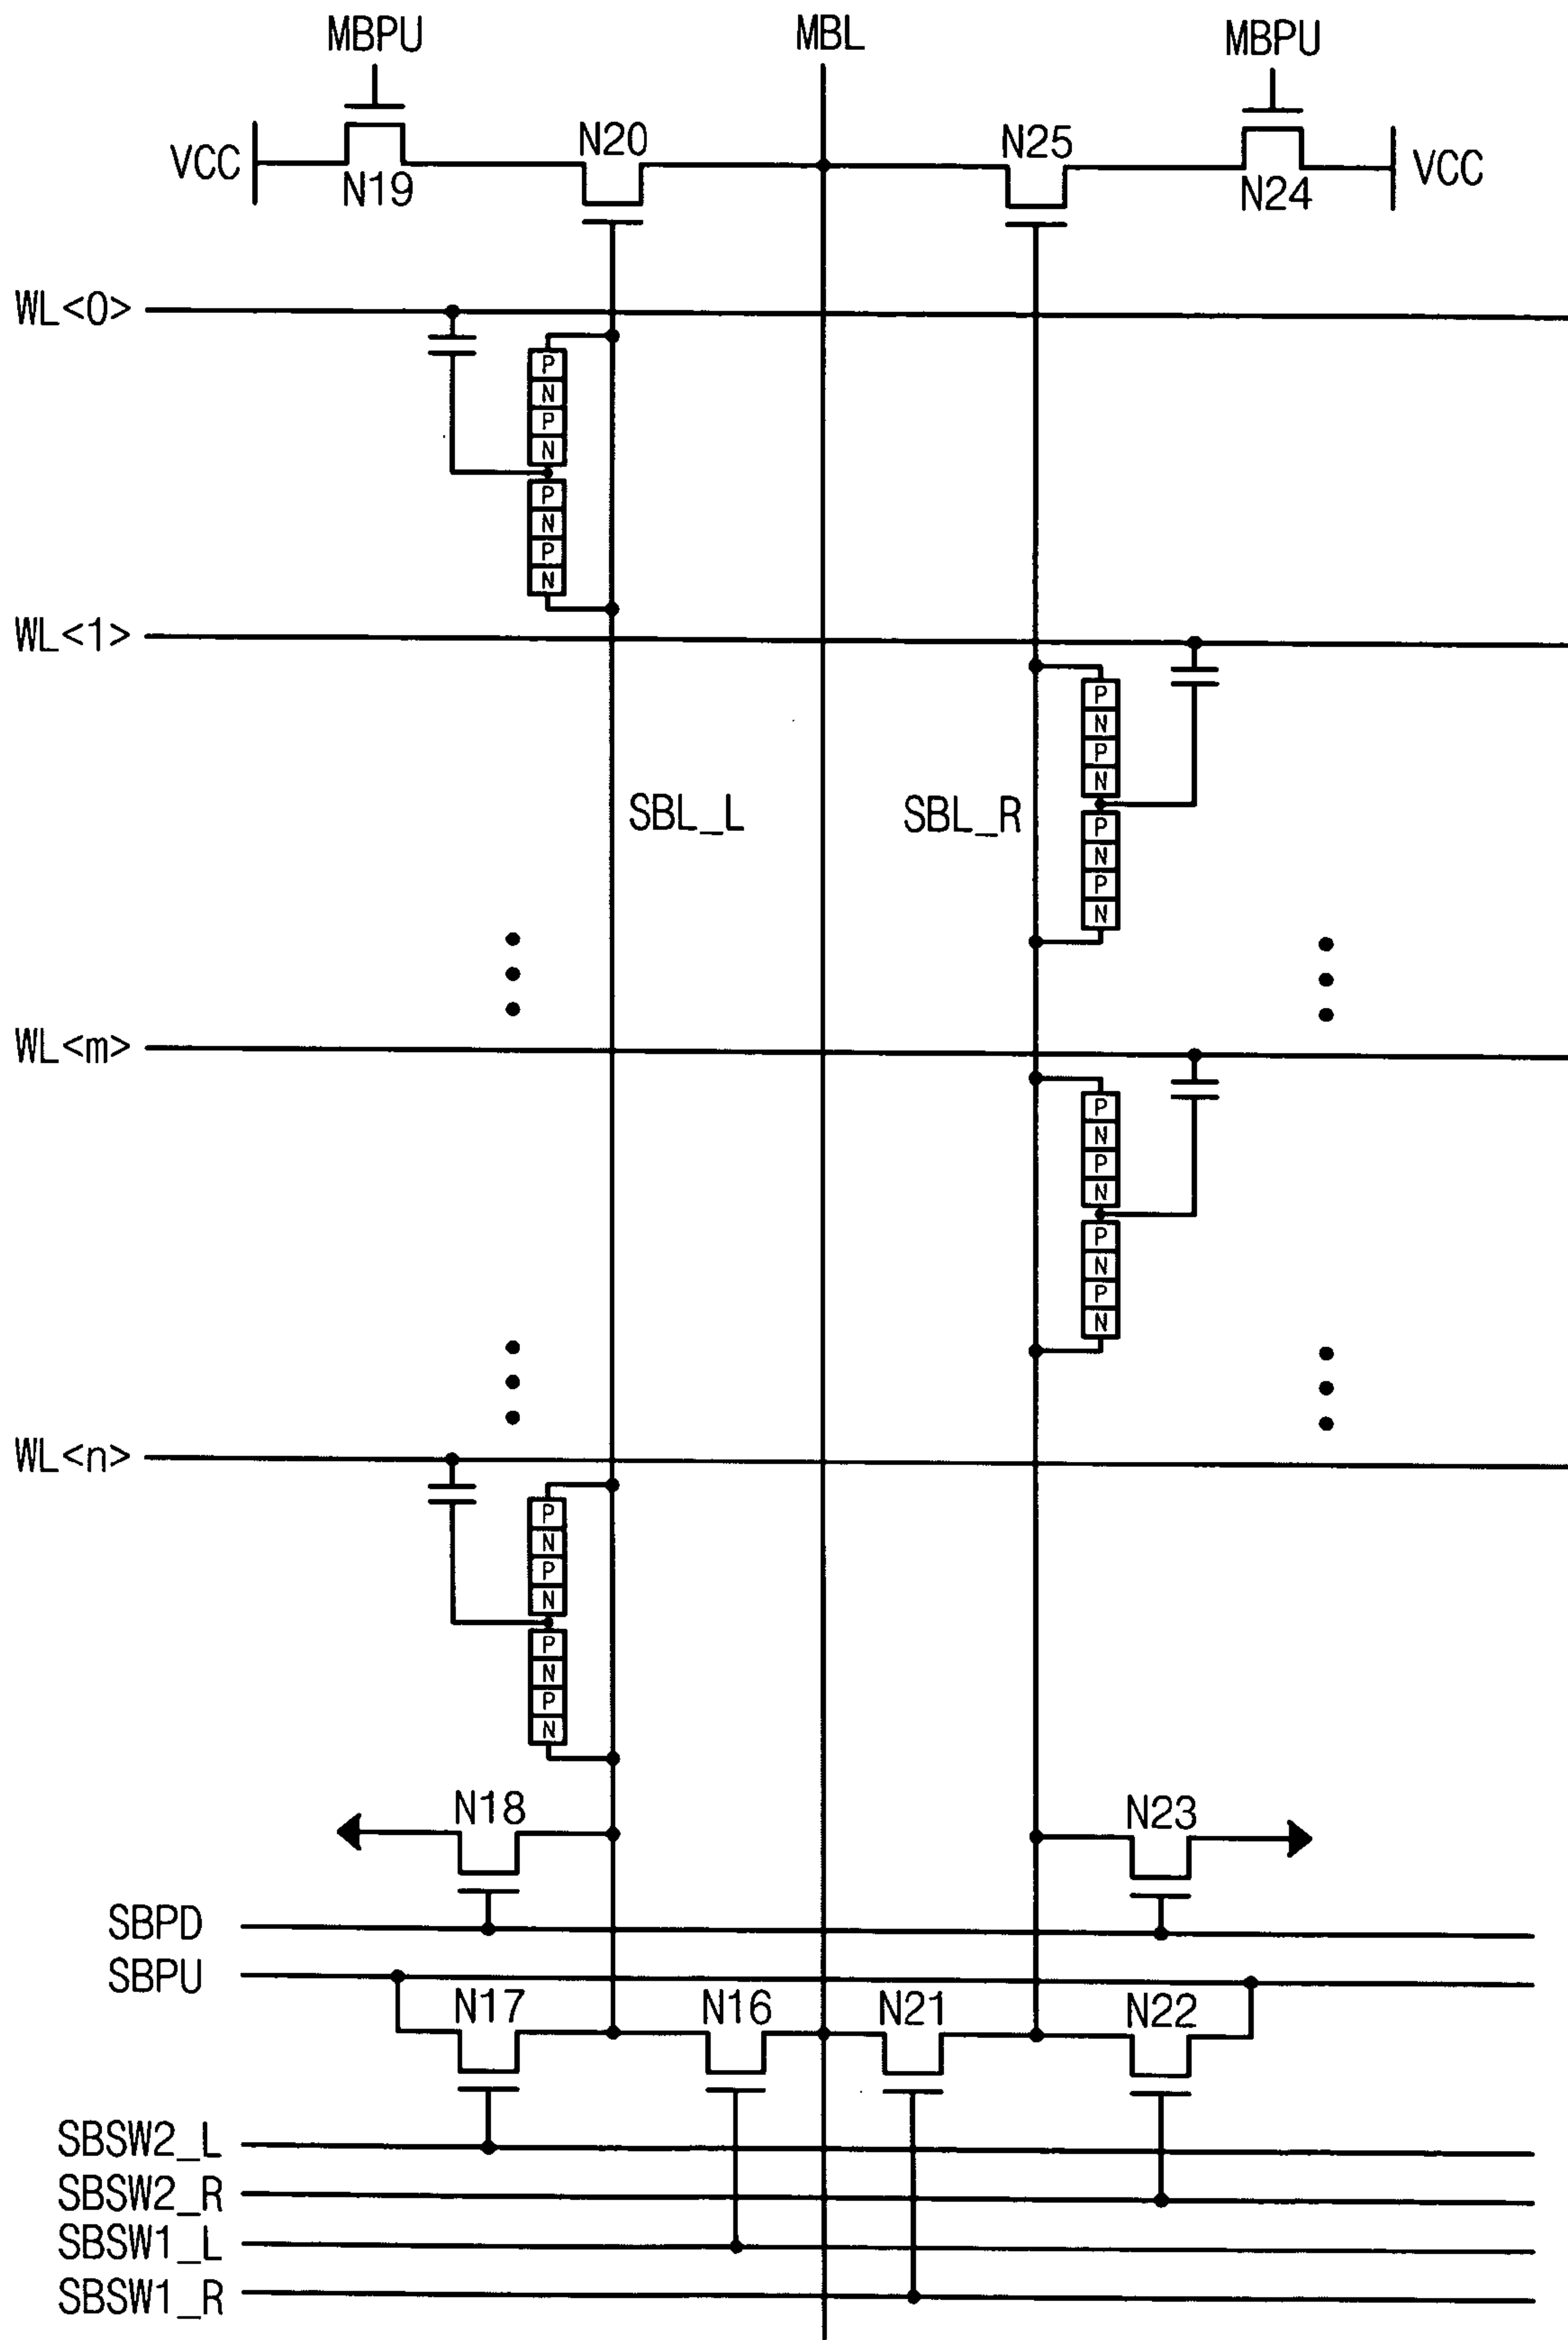 MBPU MBL MBPU
N20 N25
VCC VCC
N19 N24
WL<0>
P
N
P
N
P
N
P
N
WL<1>
P
N
P
N
SBL_L SBL_R
P
N
P
N
WL<m>
P
N
P
N
P
N
P
N
WL<n>
P
N
P
N
P
N
P
N
N18 N23
SBPD
SBPU
N17 N16 N21 N22
SBSW2_L
SBSW2_R
SBSW1_L
SBSW1_R